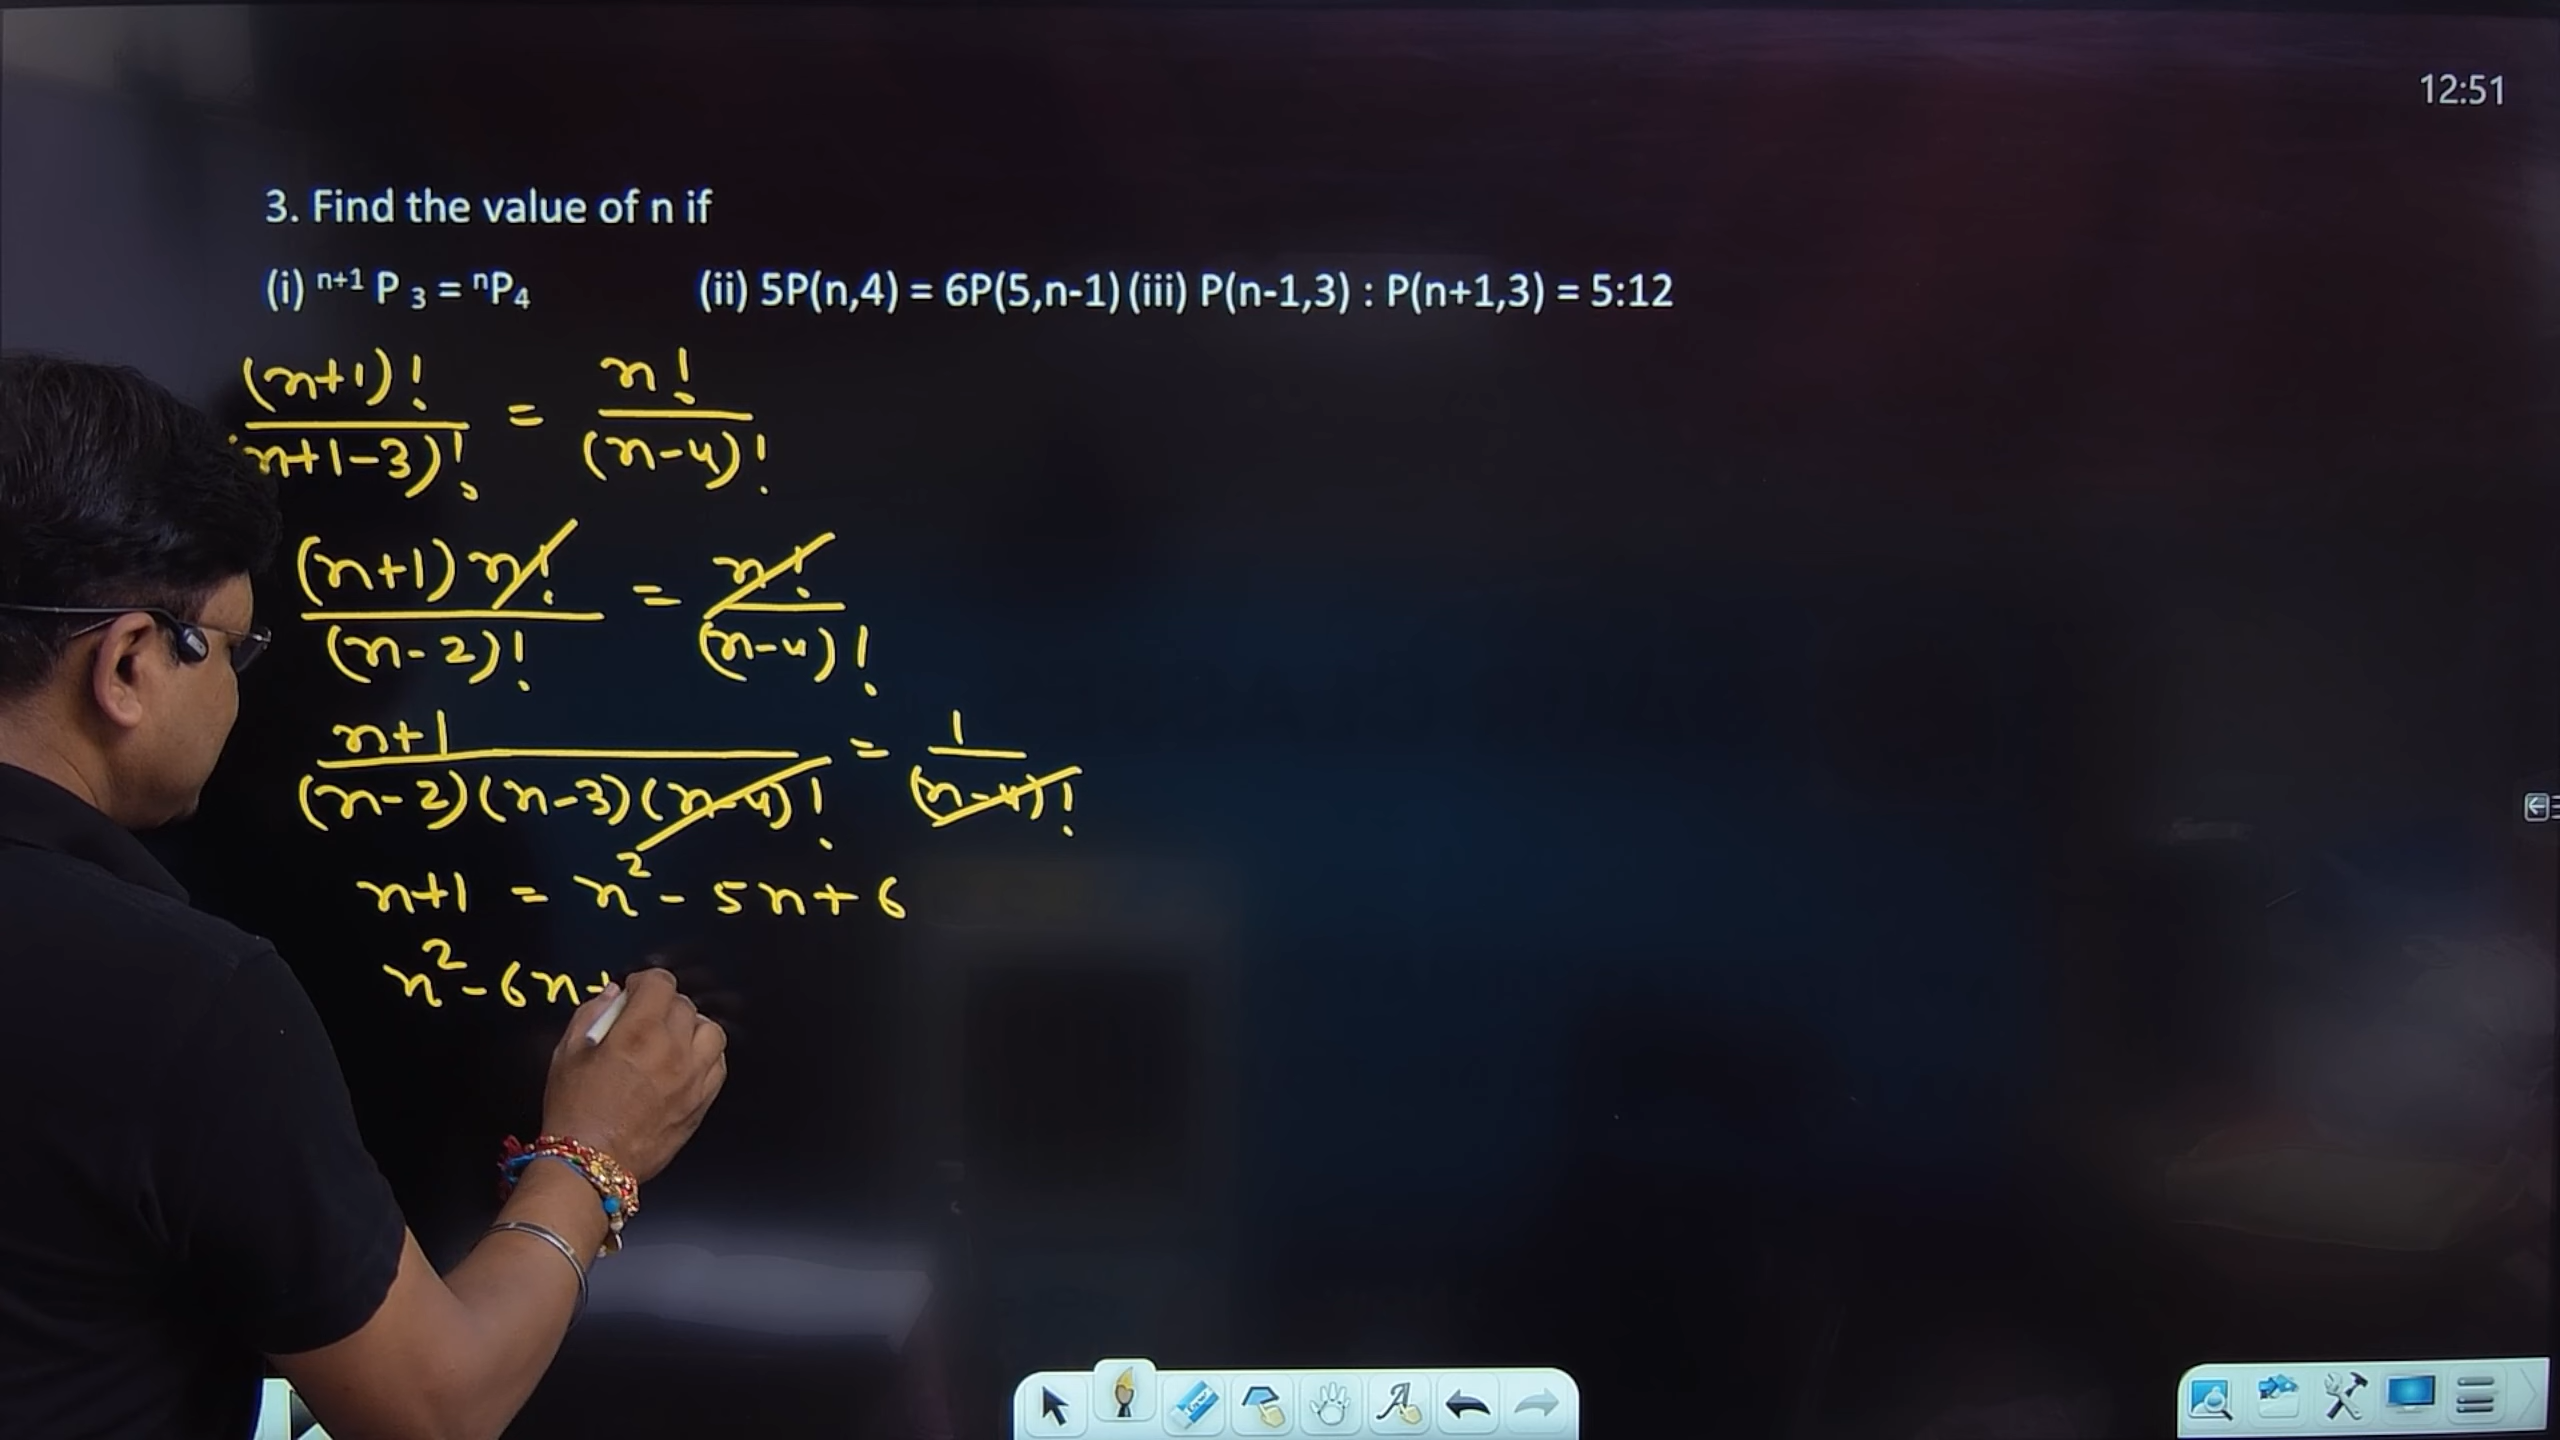 12:51
3. Find the value of n if
(i) ⁿ⁺¹ P ₃ = ⁿP₄ (ii) 5P(n,4) = 6P(5,n-1) (iii) P(n-1,3) : P(n+1,3) = 5:12
(n+1)! / (n+1-3)! = n! / (n-4)!
(n+1) n! / (n-2)! = n! / (n-4)!
n+1 / (n-2)(n-3)(n-4)! = 1 / (n-4)!
n+1 = n² - 5n + 6
n² - 6n +